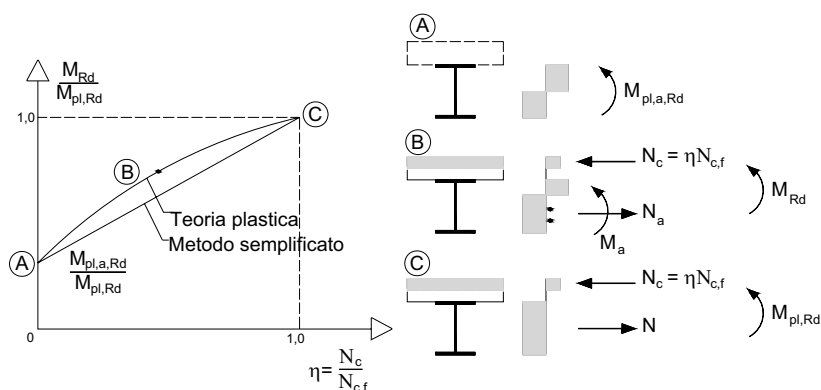 M_Rd
M_pl,Rd
1,0
C
B
A
Teoria plastica
Metodo semplificato
M_pl,a,Rd
M_pl,Rd
0
1,0
η= N_c
N_c,f
A
M_pl,a,Rd
B
N_c = ηN_c,f
M_Rd
N_a
M_a
C
N_c = ηN_c,f
M_pl,Rd
N